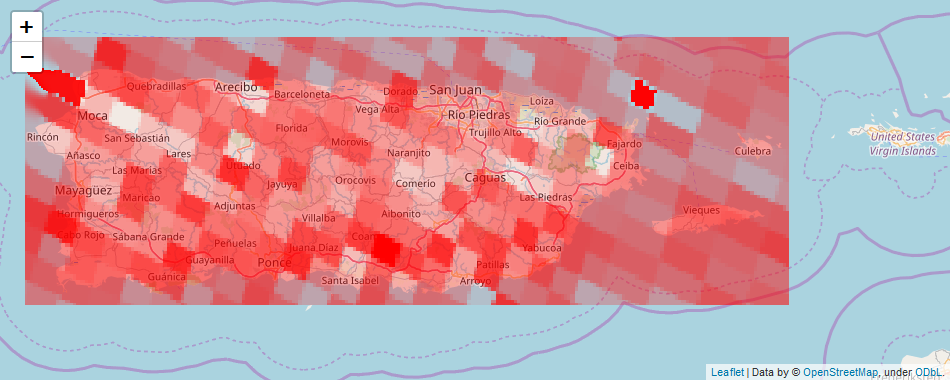 +
−
Quebradillas
Arecibo
Barceloneta
Dorado
San Juan
Loíza
Moca
Vega Alta
Río Piedras
Río Grande
Rincón
San Sebastián
Florida
Morovis
Trujillo Alto
Fajardo
United States
Virgin Islands
Añasco
Lares
Utuado
Naranjito
Ceiba
Culebra
Las Marías
Jayuya
Orocovis
Comerío
Caguas
Mayagüez
Maricao
Adjuntas
Las Piedras
Hormigueros
Villalba
Aibonito
Vieques
Cabo Rojo
Sábana Grande
Peñuelas
Juana Díaz
Coamo
Yabucoa
Guayanilla
Ponce
Patillas
Guánica
Santa Isabel
Arroyo
Leaflet | Data by © OpenStreetMap, under ODbL.